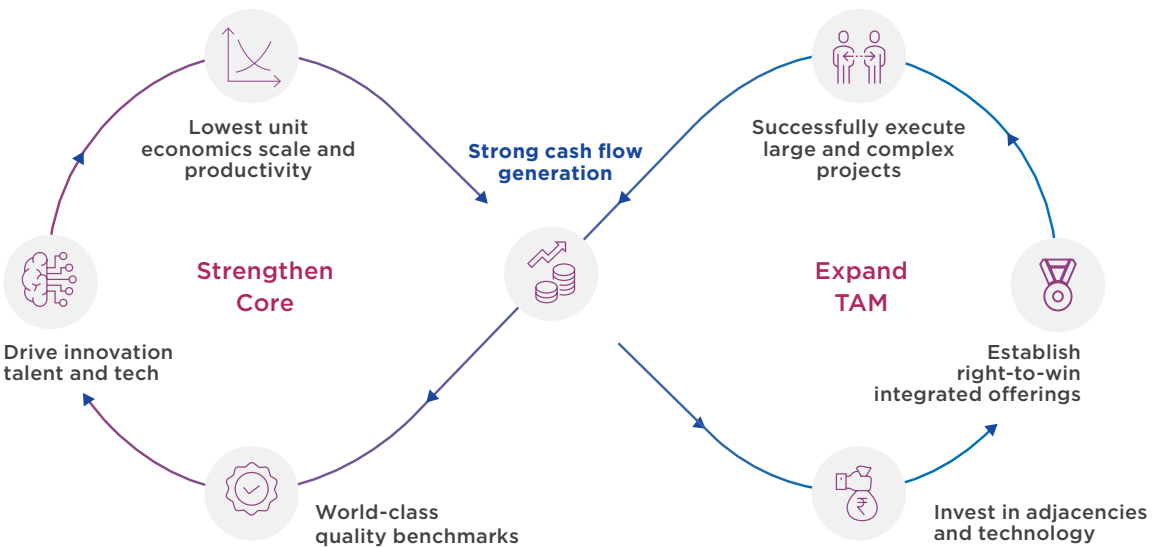 Lowest unit
economics scale and
productivity
Strong cash flow
generation
Successfully execute
large and complex
projects
Strengthen
Core
Expand
TAM
Drive innovation
talent and tech
Establish
right-to-win
integrated offerings
World-class
quality benchmarks
₹
Invest in adjacencies
and technology